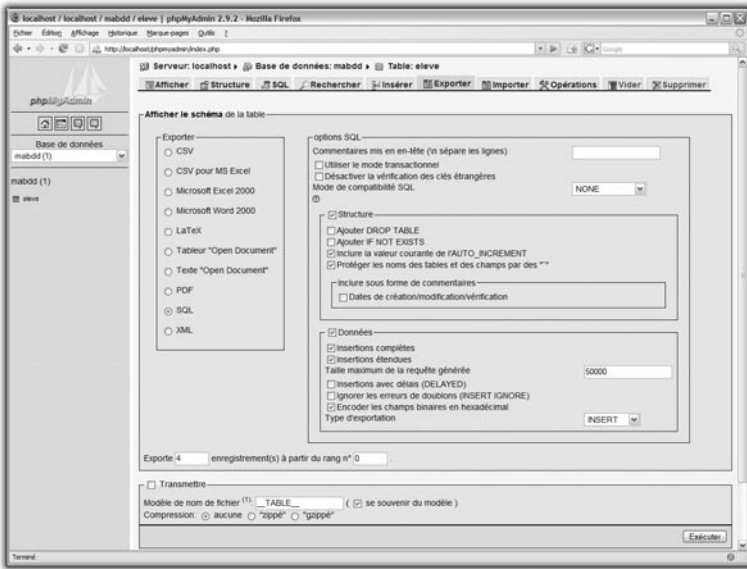 localhost / localhost / mabdd / eleve | phpMyAdmin 2.9.2 - Mozilla Firefox
Fichier Édition Affichage Historique Marque-pages Outils ?
http://localhost/phpmyadmin/index.php
Google
phpMyAdmin
Base de données
mabdd (1)
mabdd (1)
eleve
Serveur: localhost Base de données: mabdd Table: eleve
Afficher Structure SQL Rechercher Insérer Exporter Importer Opérations Vider Supprimer
Afficher le schéma de la table
Exporter
CSV
CSV pour MS Excel
Microsoft Excel 2000
Microsoft Word 2000
LaTeX
Tableur "Open Document"
Texte "Open Document"
PDF
SQL
XML
options SQL
Commentaires mis en en-tête (\n sépare les lignes)
Utiliser le mode transactionnel
Désactiver la vérification des clés étrangères
Mode de compatibilité SQL NONE
Structure
Ajouter DROP TABLE
Ajouter IF NOT EXISTS
Inclure la valeur courante de l'AUTO_INCREMENT
Protéger les noms des tables et des champs par des "`"
Inclure sous forme de commentaires
Dates de création/modification/vérification
Données
Insertions complètes
Insertions étendues
Taille maximum de la requête générée 50000
Insertions avec délais (DELAYED)
Ignorer les erreurs de doublons (INSERT IGNORE)
Encoder les champs binaires en hexadécimal
Type d'exportation INSERT
Exporte 4 enregistrement(s) à partir du rang n° 0 .
Transmettre
Modèle de nom de fichier (1): __TABLE__ ( se souvenir du modèle )
Compression: aucune "zippé" "gzippé"
Exécuter
Terminé